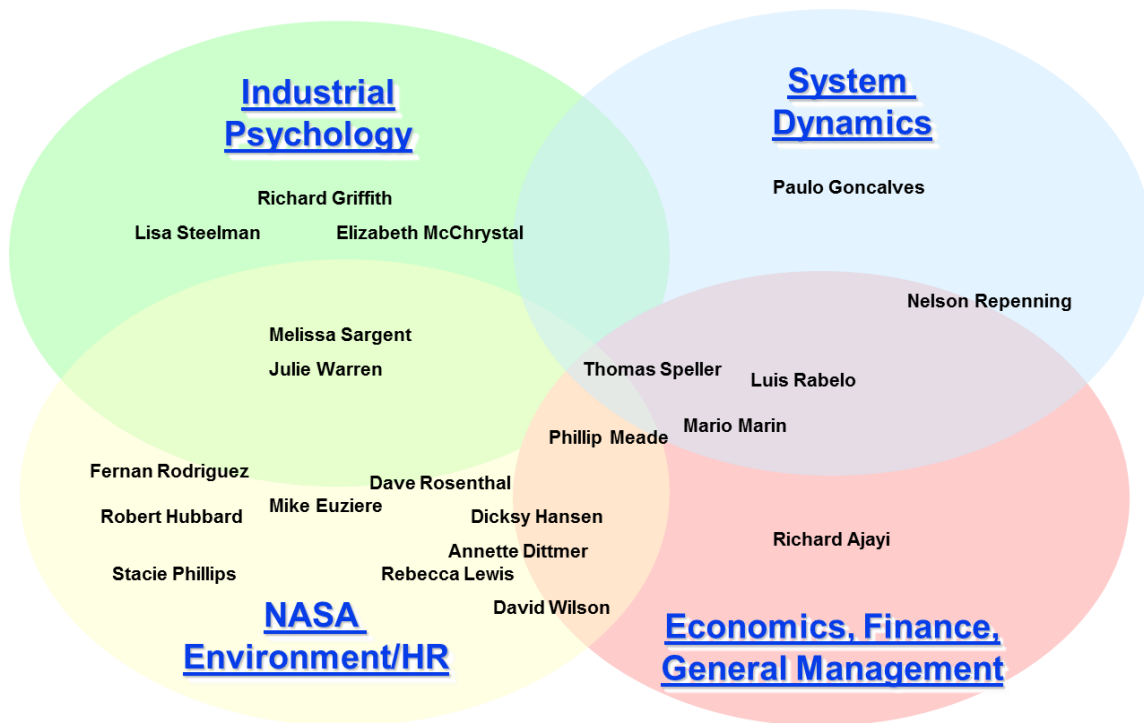 Industrial
Psychology
System
Dynamics
Richard Griffith
Lisa Steelman
Elizabeth McChrystal
Paulo Goncalves
Nelson Repenning
Melissa Sargent
Julie Warren
Thomas Speller
Luis Rabelo
Mario Marin
Phillip Meade
Fernan Rodriguez
Dave Rosenthal
Mike Euziere
Robert Hubbard
Dicksy Hansen
Annette Dittmer
Richard Ajayi
Stacie Phillips
Rebecca Lewis
David Wilson
NASA
Environment/HR
Economics, Finance,
General Management